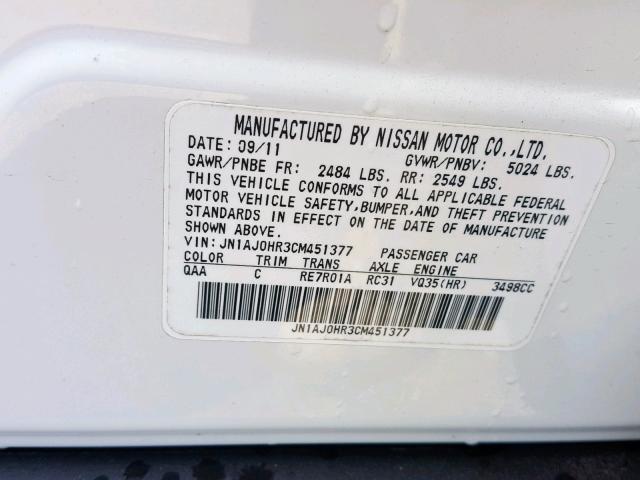 MANUFACTURED BY NISSAN MOTOR CO.,LTD.
DATE: 09/11 GVWR/PNBV: 5024 LBS.
GAWR/PNBE FR: 2484 LBS. RR: 2549 LBS.
THIS VEHICLE CONFORMS TO ALL APPLICABLE FEDERAL
MOTOR VEHICLE SAFETY, BUMPER, AND THEFT PREVENTION
STANDARDS IN EFFECT ON THE DATE OF MANUFACTURE
SHOWN ABOVE.
VIN: JN1AJ0HR3CM451377 PASSENGER CAR
COLOR TRIM TRANS AXLE ENGINE
QAA C RE7R01A RC31 VQ35(HR) 3498CC
JN1AJ0HR3CM451377